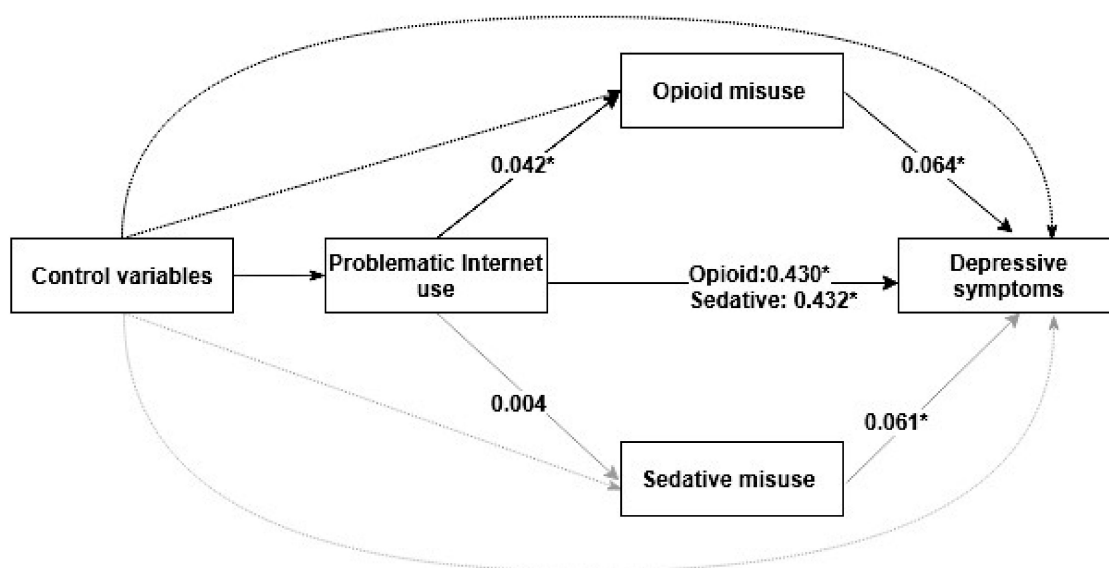 Opioid misuse
0.042*
0.064*
Control variables
Problematic Internet
use
Opioid:0.430*
Sedative: 0.432*
Depressive
symptoms
0.004
0.061*
Sedative misuse